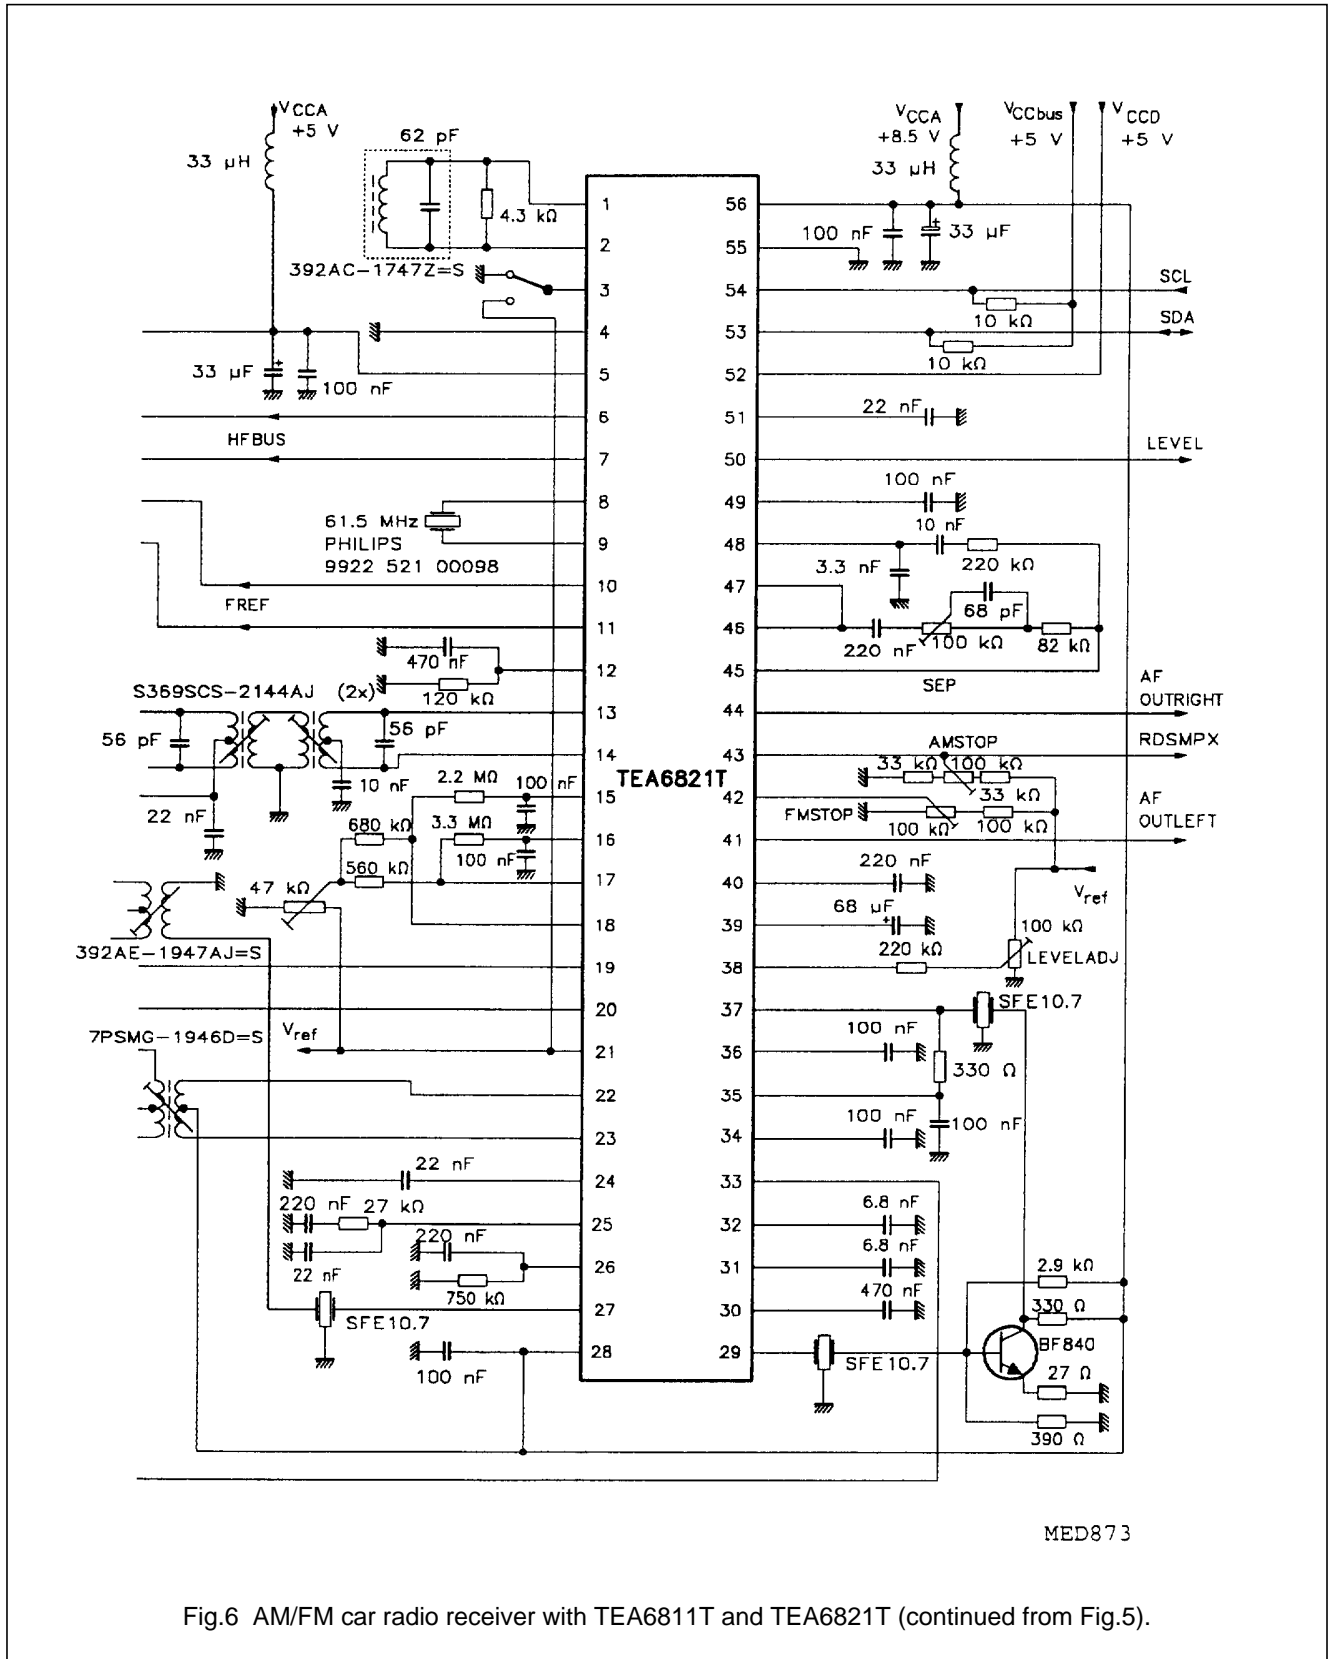 VCCA
+5 V
33 µH
62 pF
4.3 kΩ
392AC-1747Z=S
33 µF
100 nF
HFBUS
61.5 MHz
PHILIPS
9922 521 00098
FREF
470 nF
120 kΩ
S369SCS-2144AJ (2x)
56 pF
56 pF
10 nF
22 nF
2.2 MΩ
100 nF
680 kΩ
3.3 MΩ
100 nF
560 kΩ
47 kΩ
392AE-1947AJ=S
7PSMG-1946D=S
Vref
22 nF
220 nF
27 kΩ
22 nF
220 nF
750 kΩ
SFE10.7
100 nF
1
2
3
4
5
6
7
8
9
10
11
12
13
14
15
16
17
18
19
20
21
22
23
24
25
26
27
28
TEA6821T
56
55
54
53
52
51
50
49
48
47
46
45
44
43
42
41
40
39
38
37
36
35
34
33
32
31
30
29
VCCA
+8.5 V
33 µH
VCCbus
+5 V
VCCD
+5 V
100 nF
33 µF
SCL
10 kΩ
SDA
10 kΩ
22 nF
LEVEL
100 nF
10 nF
3.3 nF
220 kΩ
68 pF
220 nF
100 kΩ
82 kΩ
SEP
AF
OUTRIGHT
AMSTOP
RDSMPX
33 kΩ
100 kΩ
33 kΩ
FMSTOP
100 kΩ
100 kΩ
AF
OUTLEFT
220 nF
Vref
68 µF
100 kΩ
220 kΩ
LEVELADJ
SFE10.7
100 nF
330 Ω
100 nF
100 nF
6.8 nF
6.8 nF
2.9 kΩ
470 nF
330 Ω
BF840
SFE10.7
27 Ω
390 Ω
MED873
Fig.6 AM/FM car radio receiver with TEA6811T and TEA6821T (continued from Fig.5).